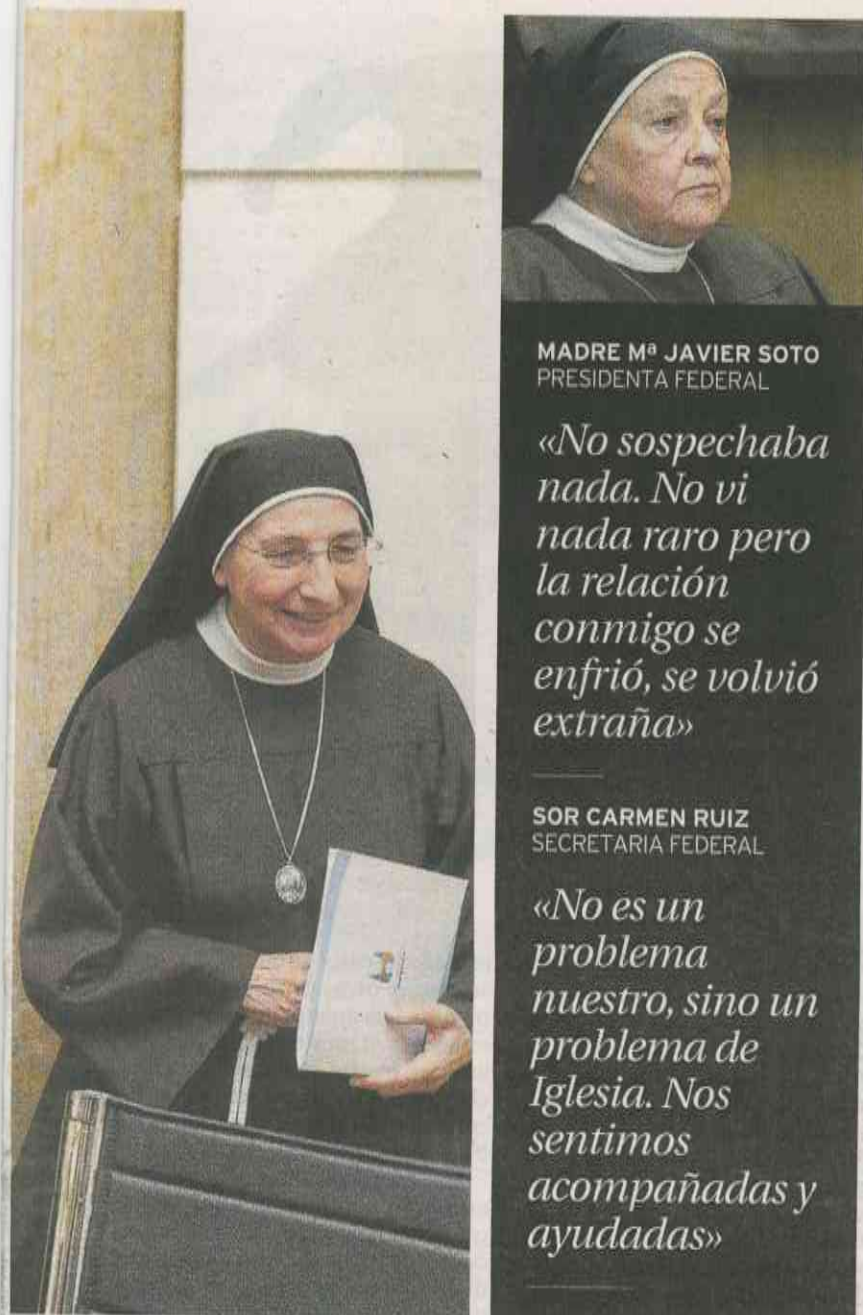 MADRE Mª JAVIER SOTO
PRESIDENTA FEDERAL
«No sospechaba
nada. No vi
nada raro pero
la relación
conmigo se
enfrió, se volvió
extraña»
SOR CARMEN RUIZ
SECRETARIA FEDERAL
«No es un
problema
nuestro, sino un
problema de
Iglesia. Nos
sentimos
acompañadas y
ayudadas»